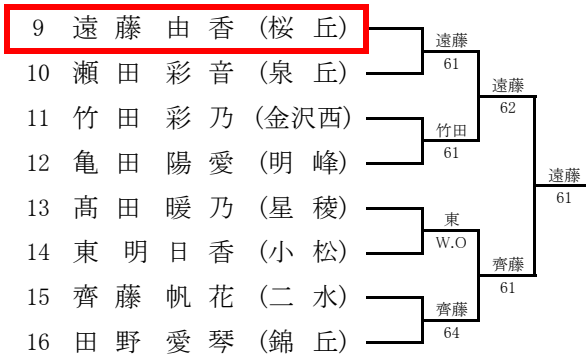 9 遠藤由香 (桜丘)
10 瀬田彩音 (泉丘)
11 竹田彩乃 (金沢西)
12 亀田陽愛 (明峰)
13 髙田暖乃 (星稜)
14 東明日香 (小松)
15 齊藤帆花 (二水)
16 田野愛琴 (錦丘)
遠藤
61
竹田
61
東
W.O
齊藤
64
遠藤
62
齊藤
61
遠藤
61